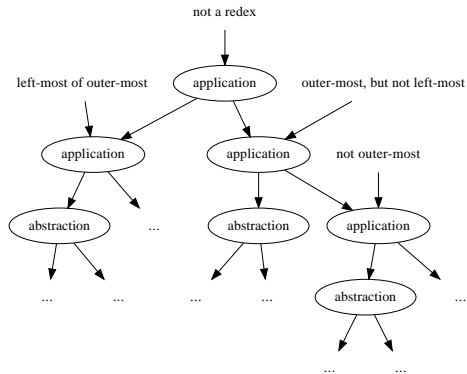 not a redex
left-most of outer-most
application
outer-most, but not left-most
application
application
not outer-most
abstraction
...
abstraction
application
...
...
...
...
abstraction
...
...
...